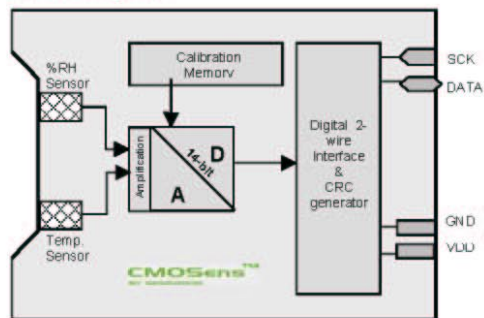 Calibration
Memory
%RH
Sensor
Amplification
14-bit
D
A
Temp.
Sensor
Digital 2-
wire
Interface
&
CRC
generator
SCK
DATA
GND
VDD
CMOSens™